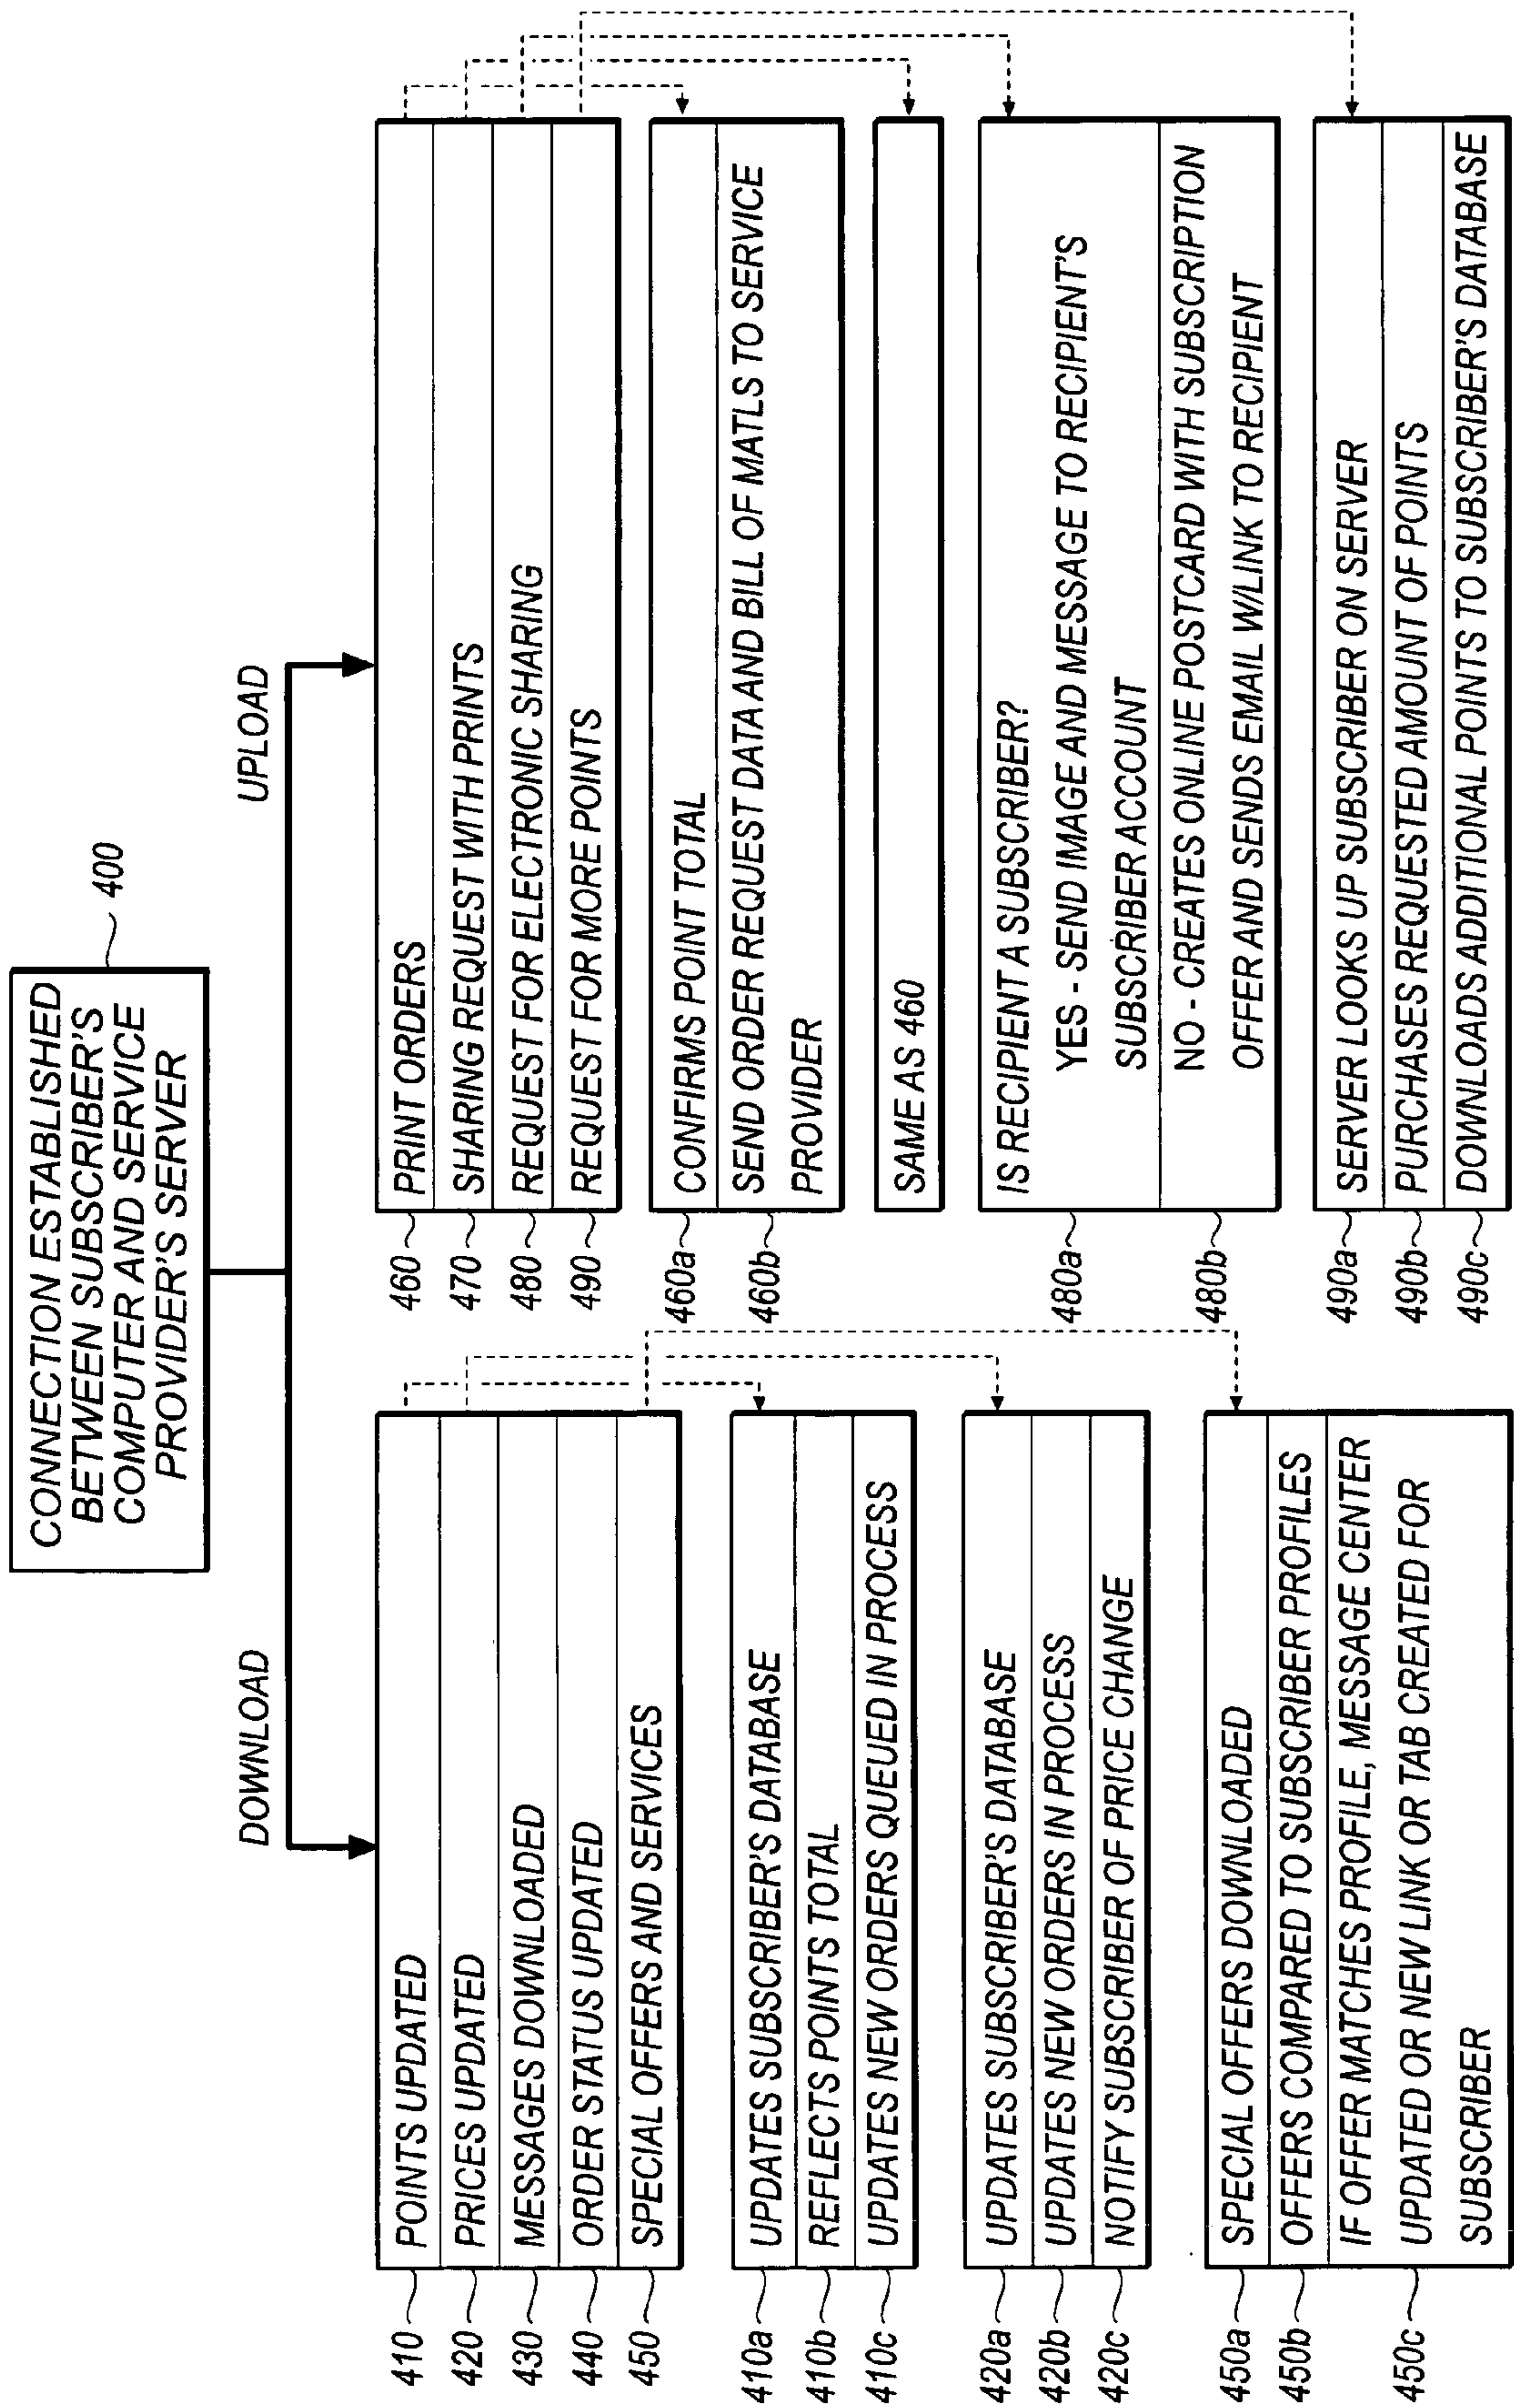 CONNECTION ESTABLISHED
BETWEEN SUBSCRIBER'S
COMPUTER AND SERVICE
PROVIDER'S SERVER
400
DOWNLOAD
410 POINTS UPDATED
420 PRICES UPDATED
430 MESSAGES DOWNLOADED
440 ORDER STATUS UPDATED
450 SPECIAL OFFERS AND SERVICES
410a UPDATES SUBSCRIBER'S DATABASE
410b REFLECTS POINTS TOTAL
410c UPDATES NEW ORDERS QUEUED IN PROCESS
420a UPDATES SUBSCRIBER'S DATABASE
420b UPDATES NEW ORDERS IN PROCESS
420c NOTIFY SUBSCRIBER OF PRICE CHANGE
450a SPECIAL OFFERS DOWNLOADED
450b OFFERS COMPARED TO SUBSCRIBER PROFILES
IF OFFER MATCHES PROFILE, MESSAGE CENTER
450c UPDATED OR NEW LINK OR TAB CREATED FOR
SUBSCRIBER
UPLOAD
460 PRINT ORDERS
470 SHARING REQUEST WITH PRINTS
480 REQUEST FOR ELECTRONIC SHARING
490 REQUEST FOR MORE POINTS
460a CONFIRMS POINT TOTAL
460b SEND ORDER REQUEST DATA AND BILL OF MATLS TO SERVICE
PROVIDER
SAME AS 460
IS RECIPIENT A SUBSCRIBER?
480a YES - SEND IMAGE AND MESSAGE TO RECIPIENT'S
SUBSCRIBER ACCOUNT
NO - CREATES ONLINE POSTCARD WITH SUBSCRIPTION
480b OFFER AND SENDS EMAIL W/LINK TO RECIPIENT
490a SERVER LOOKS UP SUBSCRIBER ON SERVER
490b PURCHASES REQUESTED AMOUNT OF POINTS
490c DOWNLOADS ADDITIONAL POINTS TO SUBSCRIBER'S DATABASE